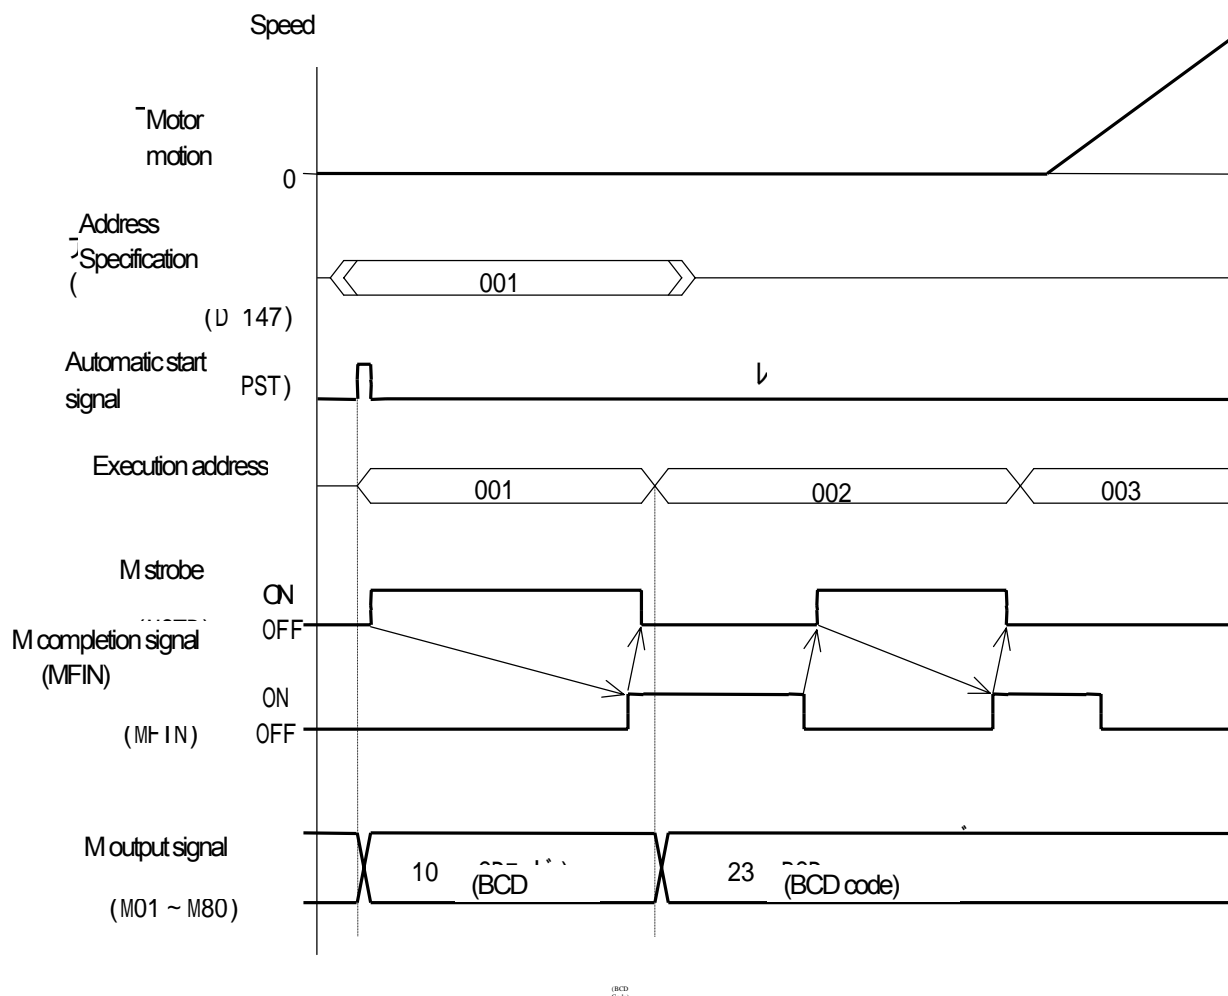 Speed
Motor
motion
0
Address
Specification
(
001
(D 147)
Automatic start
signal
PST)
Execution address
001
002
003
M strobe
ON
OFF
M completion signal
(MFIN)
ON
(MFIN)
OFF
M output signal
10
(BCD
23
(BCD code)
(M01 ~ M80)
(BCD